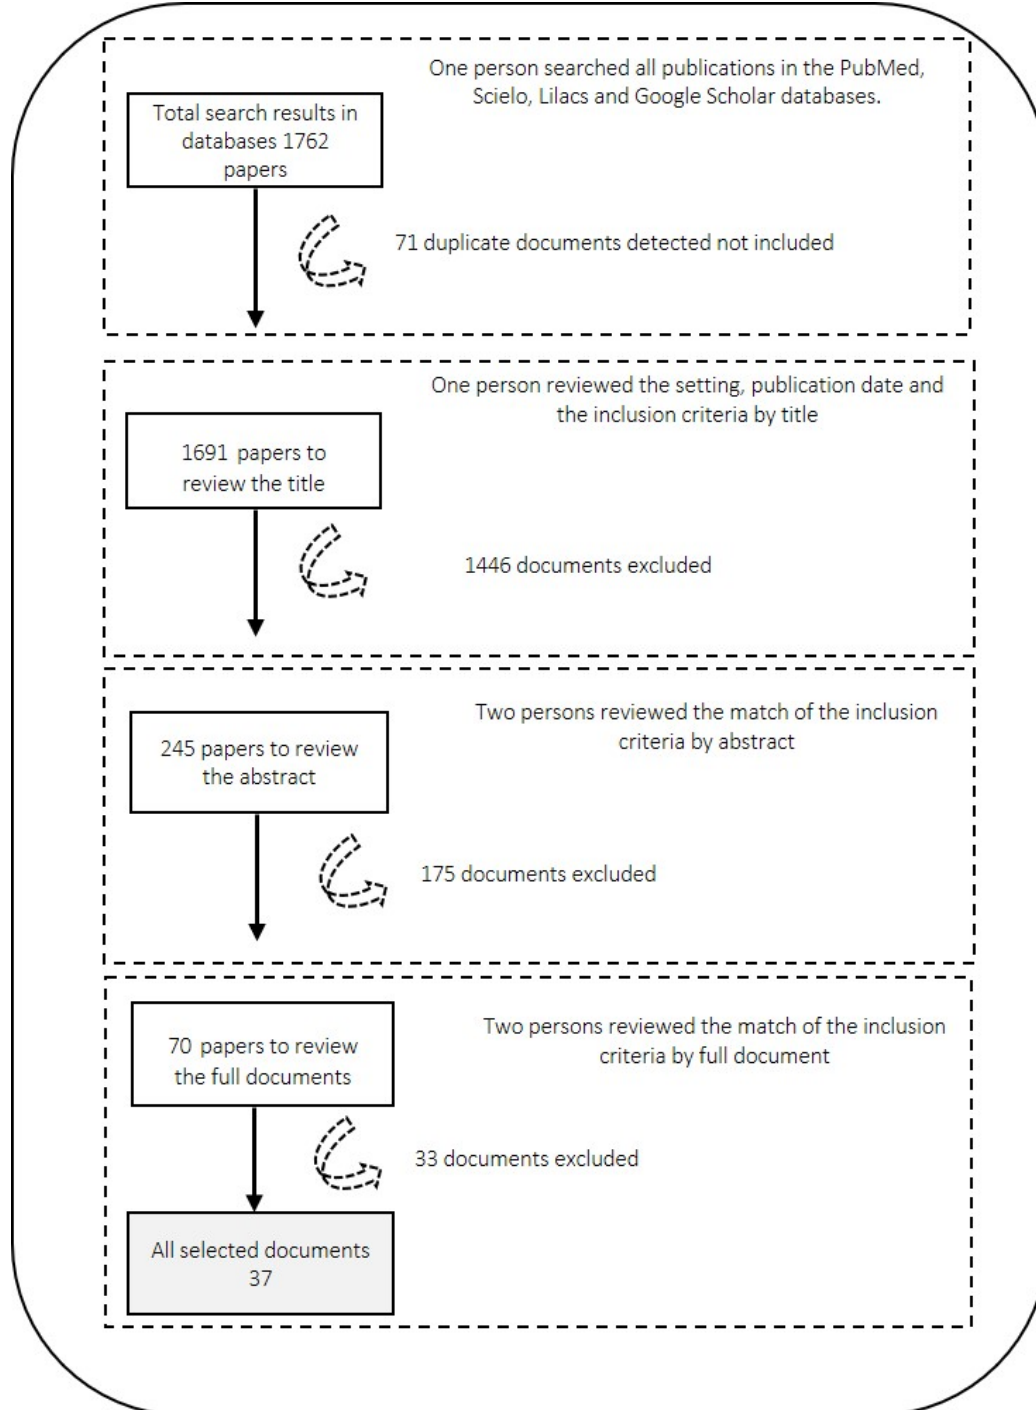 One person searched all publications in the PubMed,
Scielo, Lilacs and Google Scholar databases.
Total search results in
databases 1762
papers
71 duplicate documents detected not included
One person reviewed the setting, publication date and
the inclusion criteria by title
1691 papers to
review the title
1446 documents excluded
Two persons reviewed the match of the inclusion
criteria by abstract
245 papers to review
the abstract
175 documents excluded
Two persons reviewed the match of the inclusion
criteria by full document
70 papers to review
the full documents
33 documents excluded
All selected documents
37